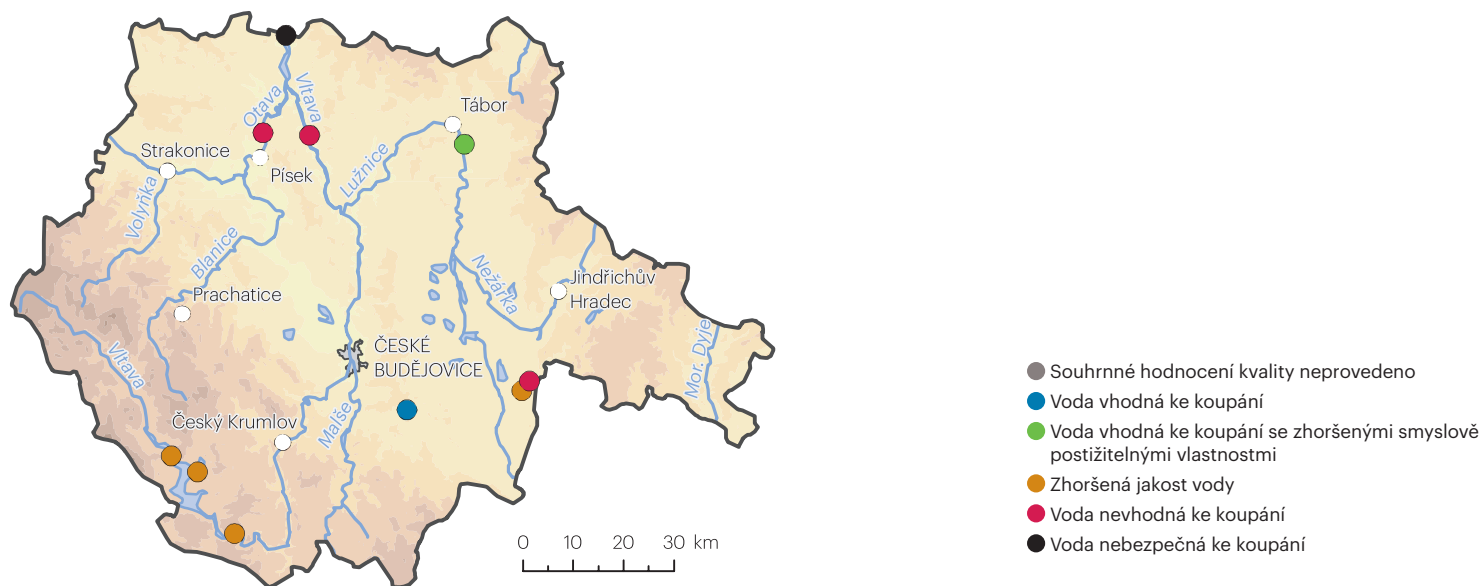 Otava
Vltava
Tábor
Strakonice
Písek
Lužnice
Volyňka
Blanice
Nežárka
Jindřichův
Hradec
Prachatice
Vltava
ČESKÉ
BUDĚJOVICE
Mor. Dyje
Český Krumlov
Malše
0 10 20 30 km
Souhrnné hodnocení kvality neprovedeno
Voda vhodná ke koupání
Voda vhodná ke koupání se zhoršenými smyslově
postižitelnými vlastnostmi
Zhoršená jakost vody
Voda nevhodná ke koupání
Voda nebezpečná ke koupání